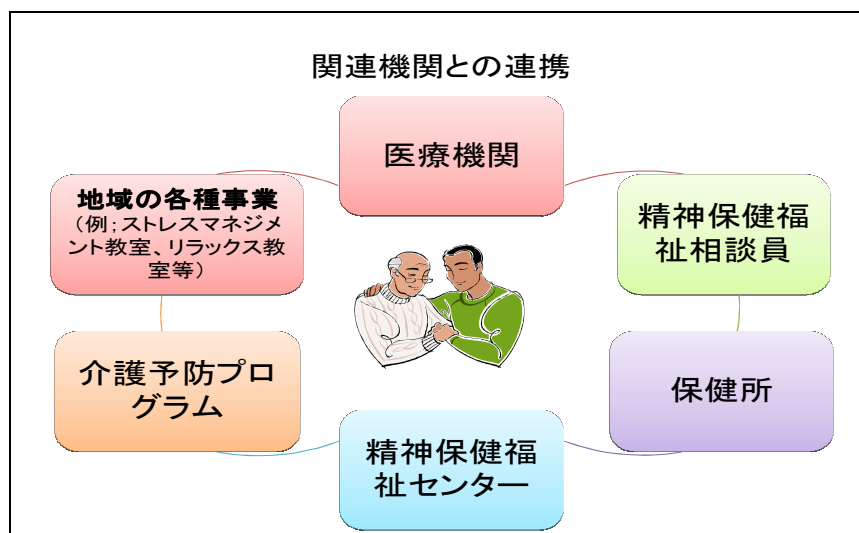 関連機関との連携
医療機関
精神保健福
祉相談員
保健所
精神保健福
祉センター
介護予防プロ
グラム
地域の各種事業
（例；ストレスマネジメ
ント教室、リラックス教
室等）